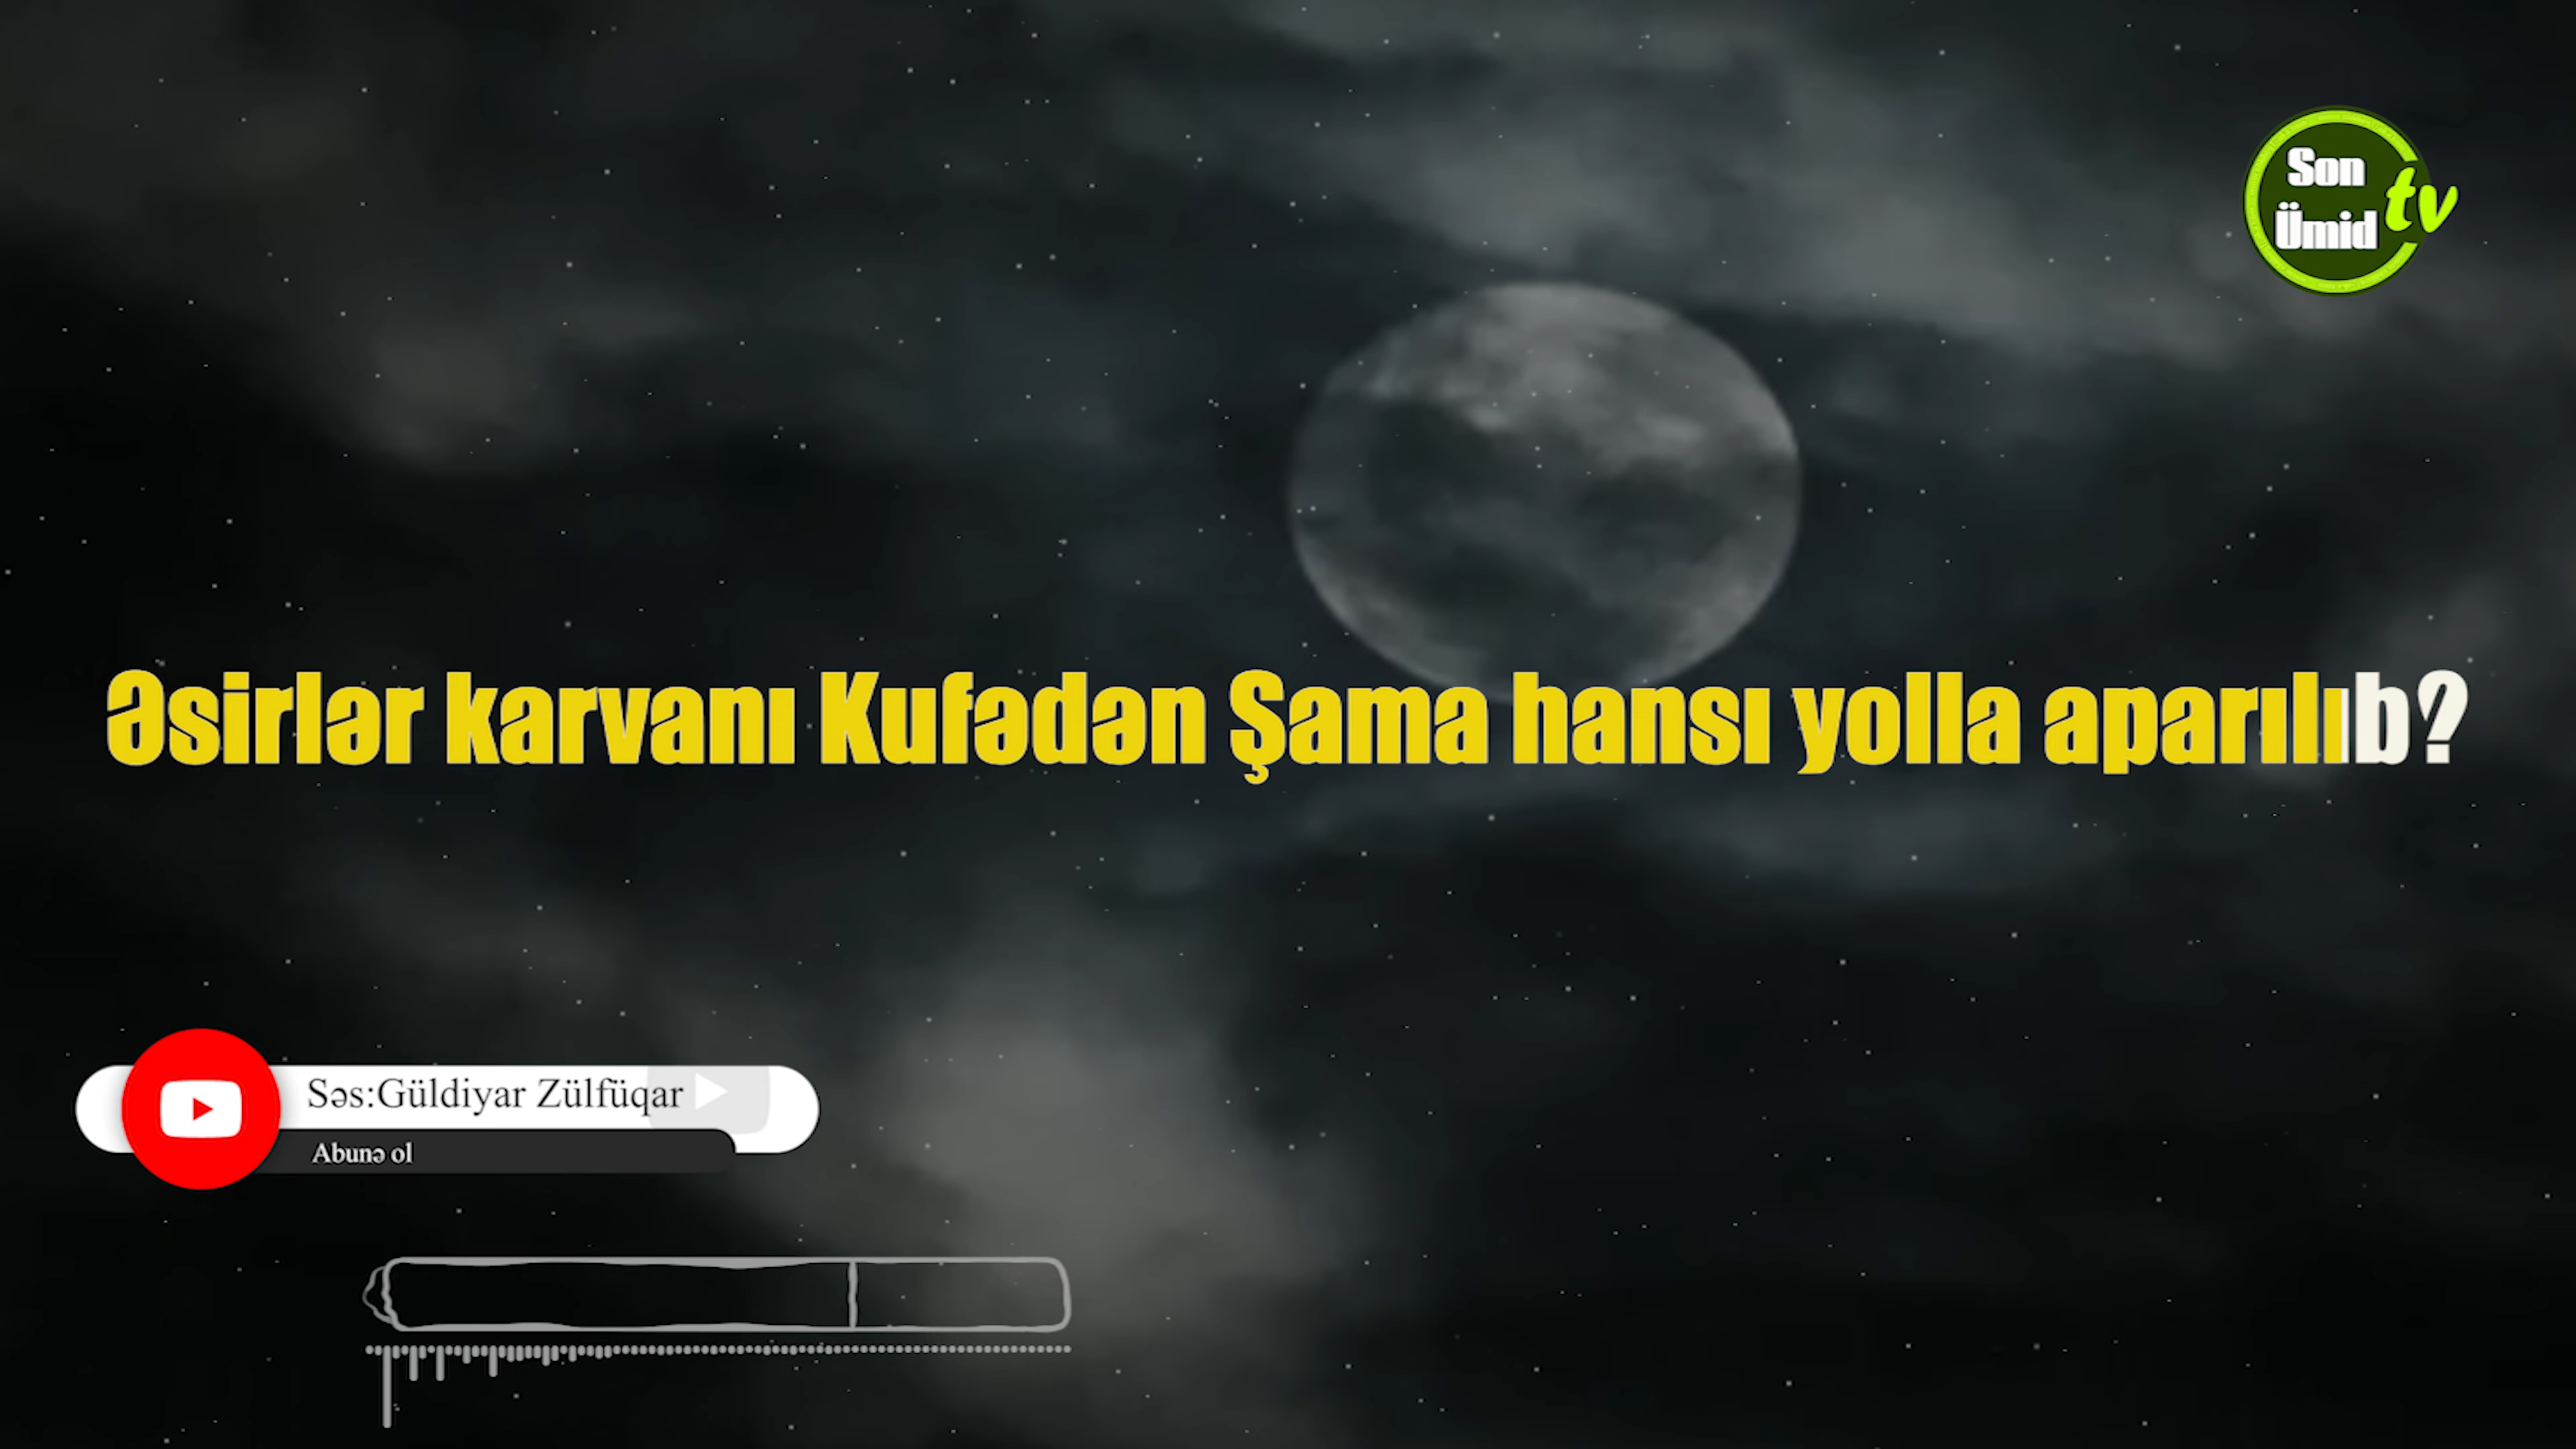 Son
Ümid
tv
Əsirlər karvanı Kufədən Şama hansı yolla aparılıb?
Səs:Güldiyar Zülfüqar
Abunə ol